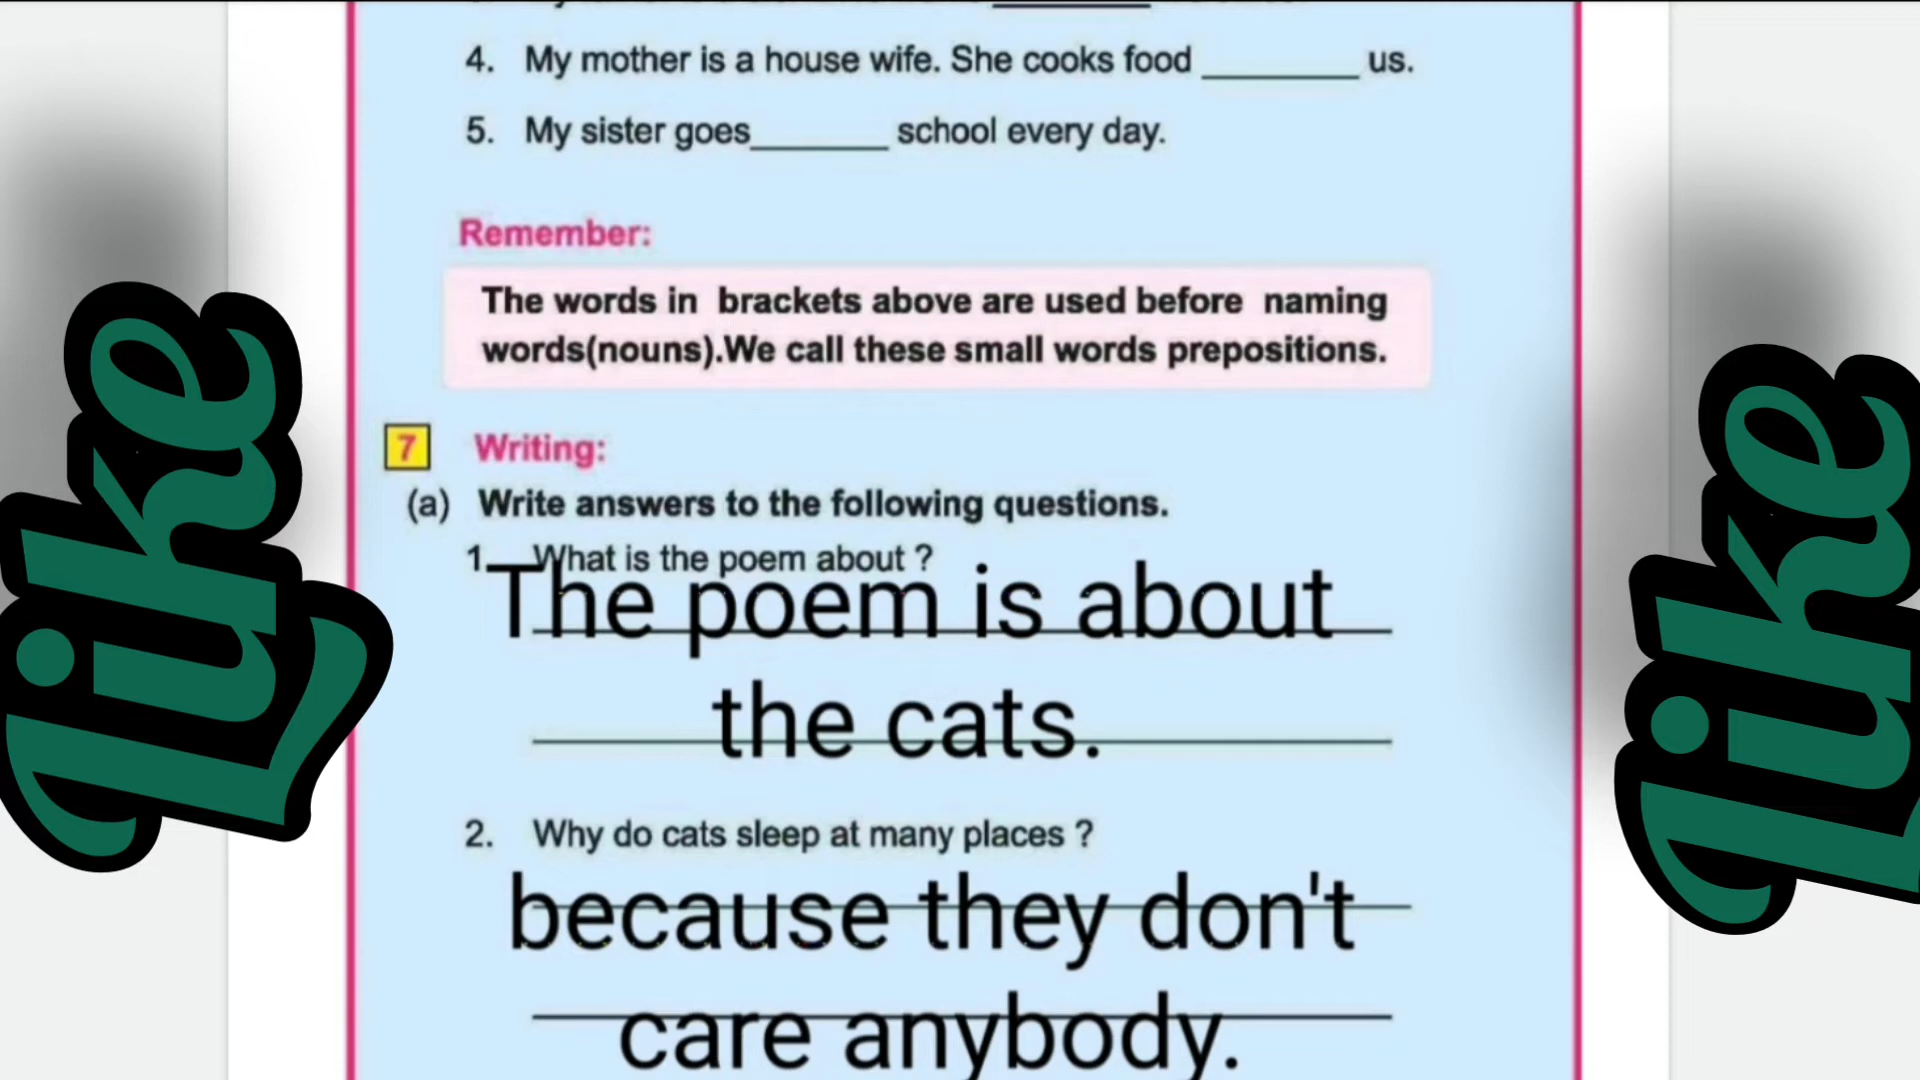 4. My mother is a house wife. She cooks food ________ us.
5. My sister goes_______ school every day.
Remember:
The words in brackets above are used before naming
words(nouns).We call these small words prepositions.
7 Writing:
(a) Write answers to the following questions.
1. What is the poem about ?
The poem is about
the cats.
2. Why do cats sleep at many places ?
because they don't
care anybody.
Like
Like